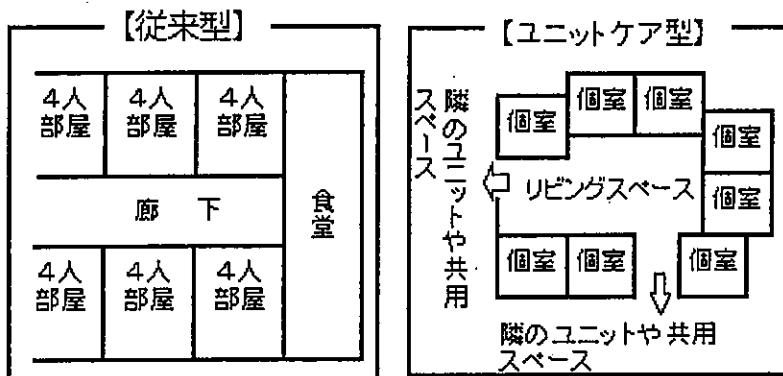 【従来型】
4人
部屋
4人
部屋
4人
部屋
廊 下
食堂
4人
部屋
4人
部屋
4人
部屋
【ユニットケア型】
隣のユニットや共用
スペース
個室
個室
個室
個室
リビングスペース
個室
個室
個室
個室
隣のユニットや共用
スペース